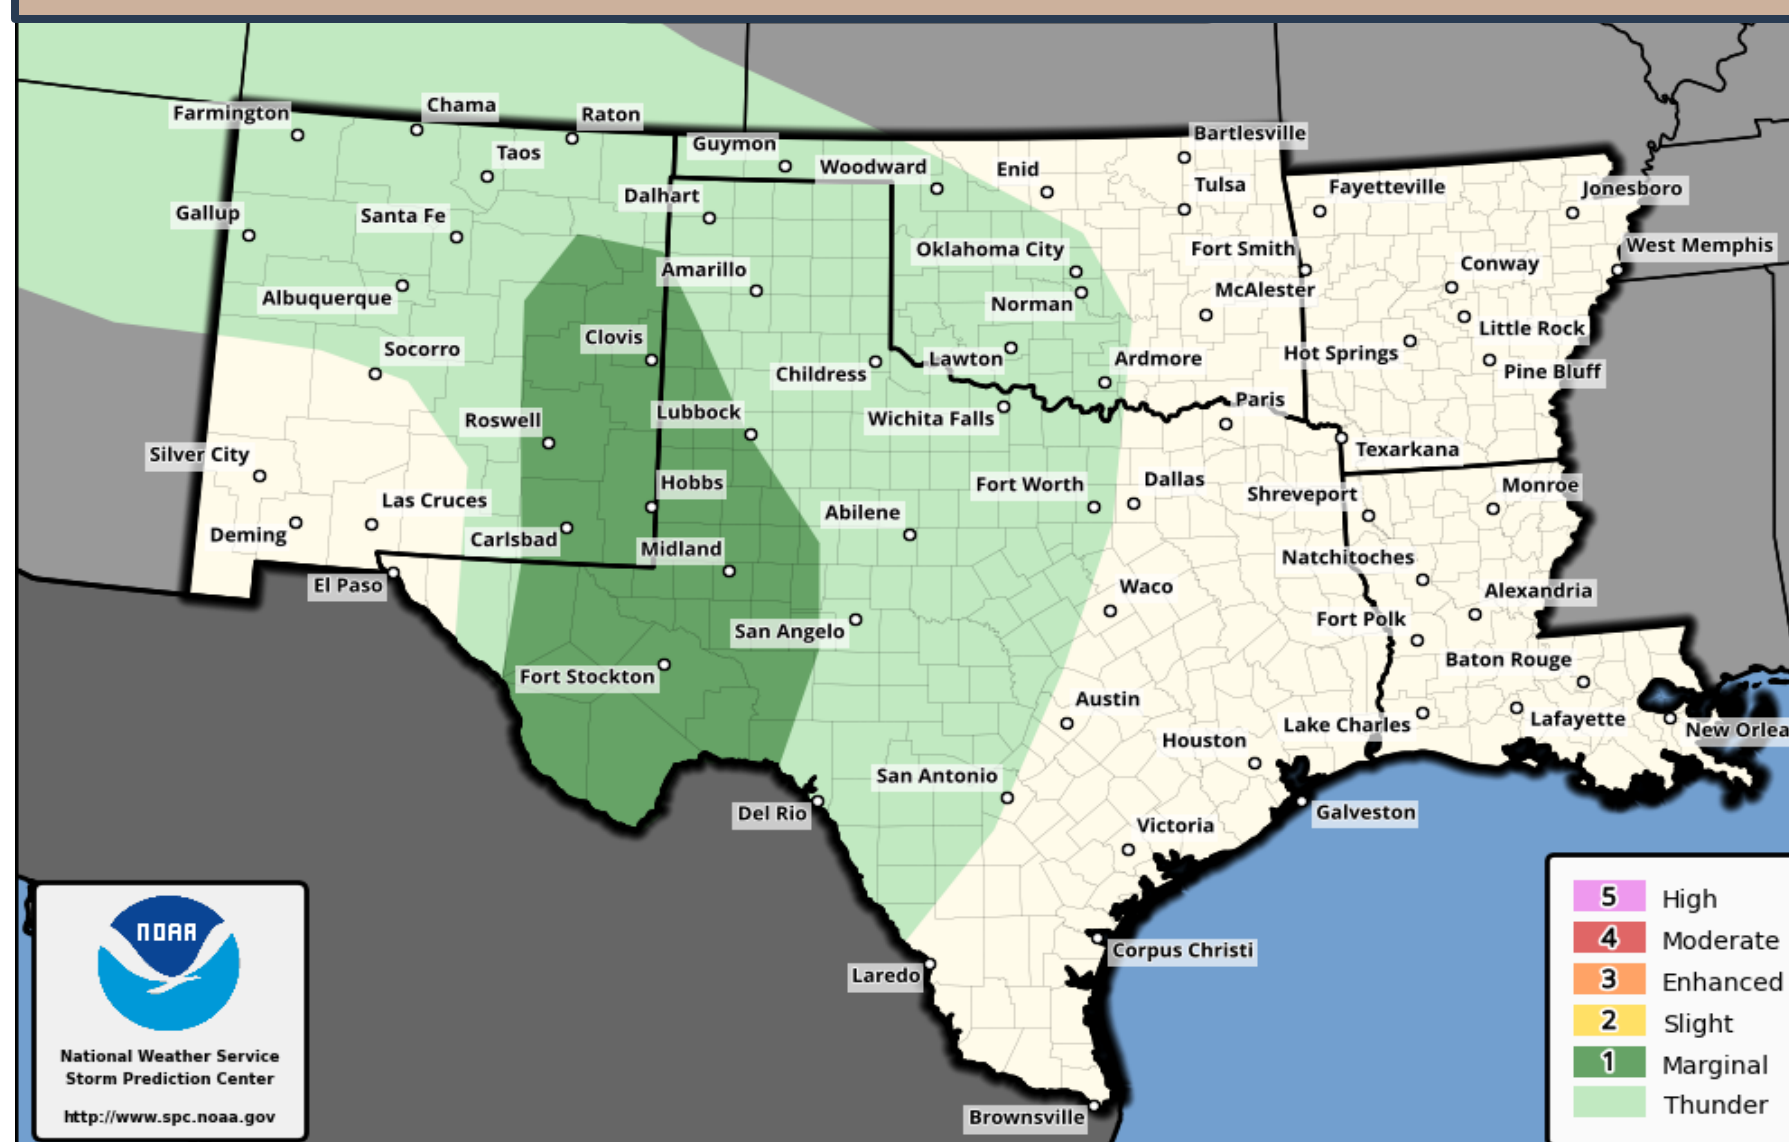 Farmington
Chama
Raton
Taos
Guymon
Woodward
Enid
Bartlesville
Dalhart
Tulsa
Fayetteville
Jonesboro
Gallup
Santa Fe
Oklahoma City
Fort Smith
West Memphis
Albuquerque
Amarillo
Norman
McAlester
Conway
Socorro
Clovis
Childress
Lawton
Ardmore
Hot Springs
Little Rock
Pine Bluff
Roswell
Lubbock
Wichita Falls
Paris
Texarkana
Silver City
Las Cruces
Hobbs
Abilene
Fort Worth
Dallas
Shreveport
Monroe
Deming
Carlsbad
Midland
Natchitoches
El Paso
San Angelo
Waco
Fort Polk
Alexandria
Fort Stockton
Austin
Baton Rouge
Houston
Lake Charles
Lafayette
New Orlea
San Antonio
Del Rio
Victoria
Galveston
Laredo
Corpus Christi
Brownsville
NOAA
National Weather Service
Storm Prediction Center
http://www.spc.noaa.gov
5 High
4 Moderate
3 Enhanced
2 Slight
1 Marginal
Thunder